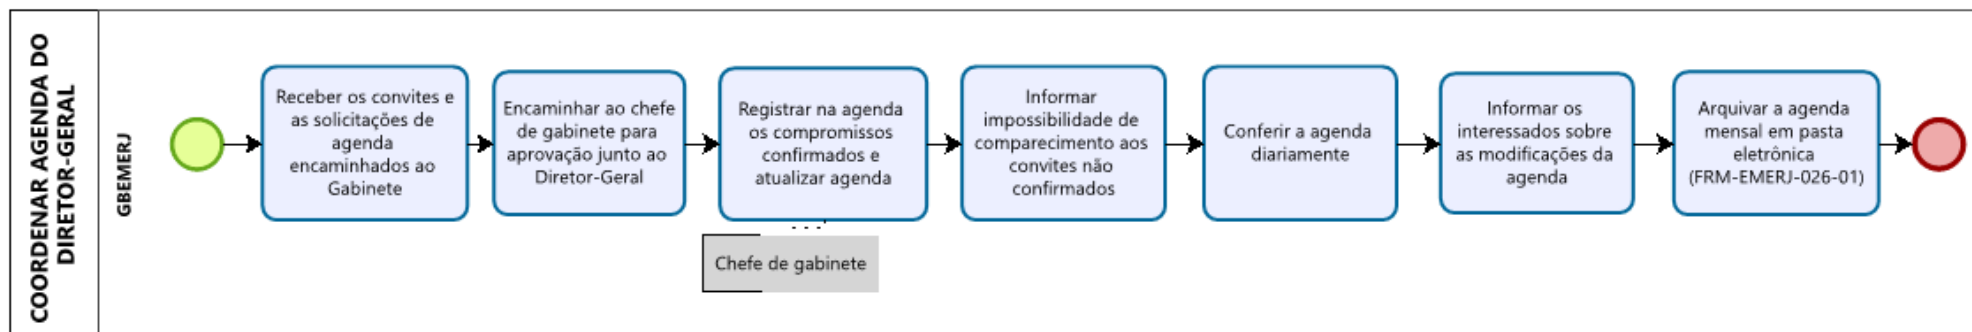 COORDENAR AGENDA DO
DIRETOR-GERAL
GBEMERJ
Receber os convites e
as solicitações de
agenda
encaminhados ao
Gabinete
Encaminhar ao chefe
de gabinete para
aprovação junto ao
Diretor-Geral
Registrar na agenda
os compromissos
confirmados e
atualizar agenda
Informar
impossibilidade de
comparecimento aos
convites não
confirmados
Conferir a agenda
diariamente
Informar os
interessados sobre
as modificações da
agenda
Arquivar a agenda
mensal em pasta
eletrônica
(FRM-EMERJ-026-01)
Chefe de gabinete